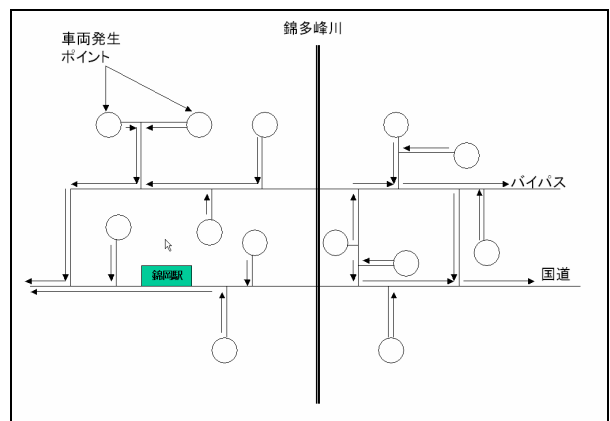 錦多峰川
車両発生
ポイント
バイパス
錦岡駅
国道